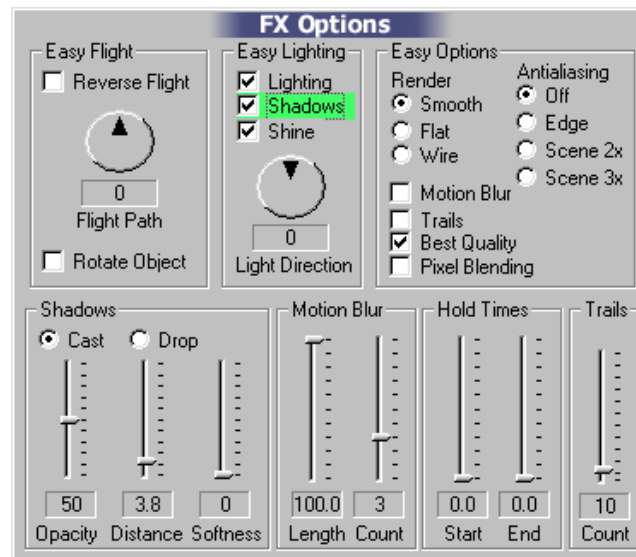 FX Options
Easy Flight
Reverse Flight
0
Flight Path
Rotate Object
Easy Lighting
Lighting
Shadows
Shine
0
Light Direction
Easy Options
Render
Smooth
Flat
Wire
Antialiasing
Off
Edge
Scene 2x
Scene 3x
Motion Blur
Trails
Best Quality
Pixel Blending
Shadows
Cast Drop
50 3.8 0
Opacity Distance Softness
Motion Blur
100.0 3
Length Count
Hold Times
0.0 0.0
Start End
Trails
10
Count